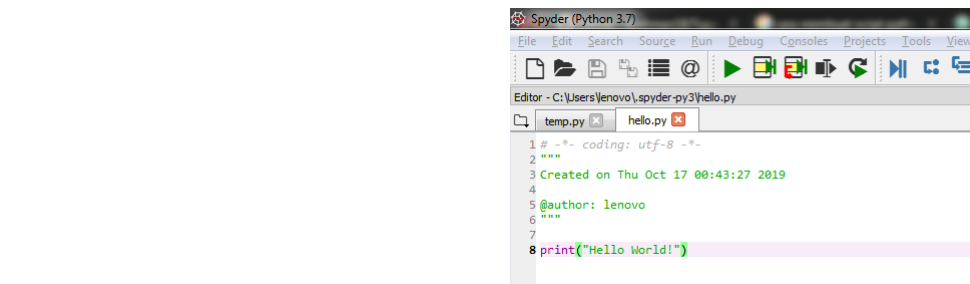 Spyder (Python 3.7)
File Edit Search Source Run Debug Consoles Projects Tools View
Editor - C:\Users\lenovo\.spyder-py3\hello.py
temp.py hello.py
1 # -*- coding: utf-8 -*-
2 """
3 Created on Thu Oct 17 00:43:27 2019
4
5 @author: lenovo
6 """
7
8 print("Hello World!")